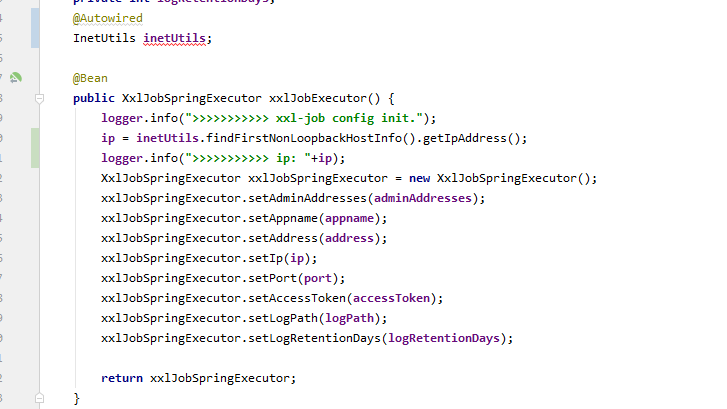 private int logRetentionDays;
@Autowired
InetUtils inetUtils;
@Bean
public XxlJobSpringExecutor xxlJobExecutor() {
logger.info(">>>>>>>>>>> xxl-job config init.");
ip = inetUtils.findFirstNonLoopbackHostInfo().getIpAddress();
logger.info(">>>>>>>>>>> ip: "+ip);
XxlJobSpringExecutor xxlJobSpringExecutor = new XxlJobSpringExecutor();
xxlJobSpringExecutor.setAdminAddresses(adminAddresses);
xxlJobSpringExecutor.setAppname(appname);
xxlJobSpringExecutor.setAddress(address);
xxlJobSpringExecutor.setIp(ip);
xxlJobSpringExecutor.setPort(port);
xxlJobSpringExecutor.setAccessToken(accessToken);
xxlJobSpringExecutor.setLogPath(logPath);
xxlJobSpringExecutor.setLogRetentionDays(logRetentionDays);
return xxlJobSpringExecutor;
}